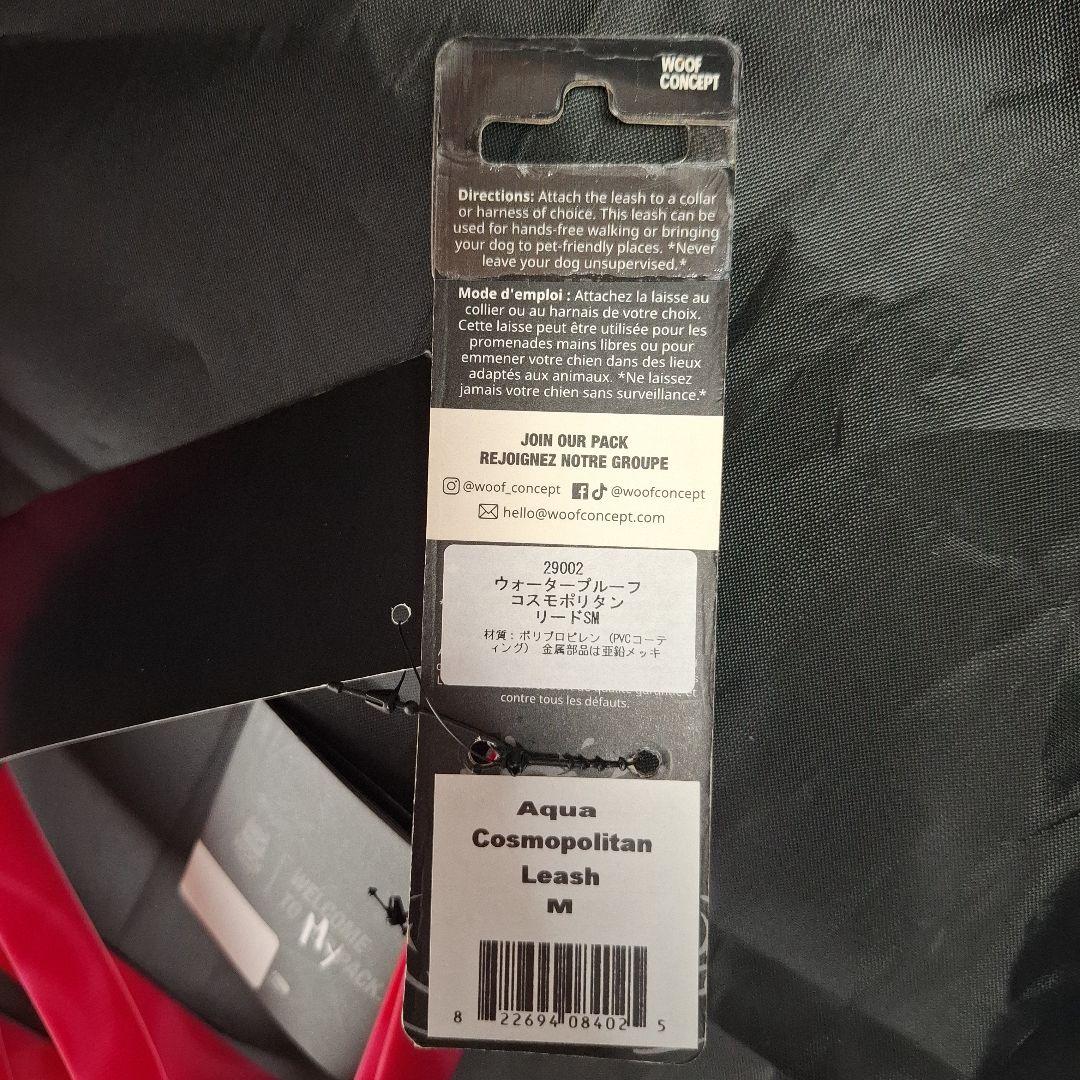 WOOF
CONCEPT
Directions: Attach the leash to a collar
or harness of choice. This leash can be
used for hands-free walking or bringing
your dog to pet-friendly places. *Never
leave your dog unsupervised.*
Mode d'emploi : Attachez la laisse au
collier ou au harnais de votre choix.
Cette laisse peut être utilisée pour les
promenades mains libres ou pour
emmener votre chien dans des lieux
adaptés aux animaux. *Ne laissez
jamais votre chien sans surveillance.*
JOIN OUR PACK
REJOIGNEZ NOTRE GROUPE
@woof_concept @woofconcept
hello@woofconcept.com
29002
ウォータープルーフ
コスモポリタン
リードSM
材質：ポリプロピレン（PVCコーテ
ィング） 金属部品は亜鉛メッキ
contre tous les défauts.
Aqua
Cosmopolitan
Leash
M
8 22694 08402 5
WELCOME
TO My PACK